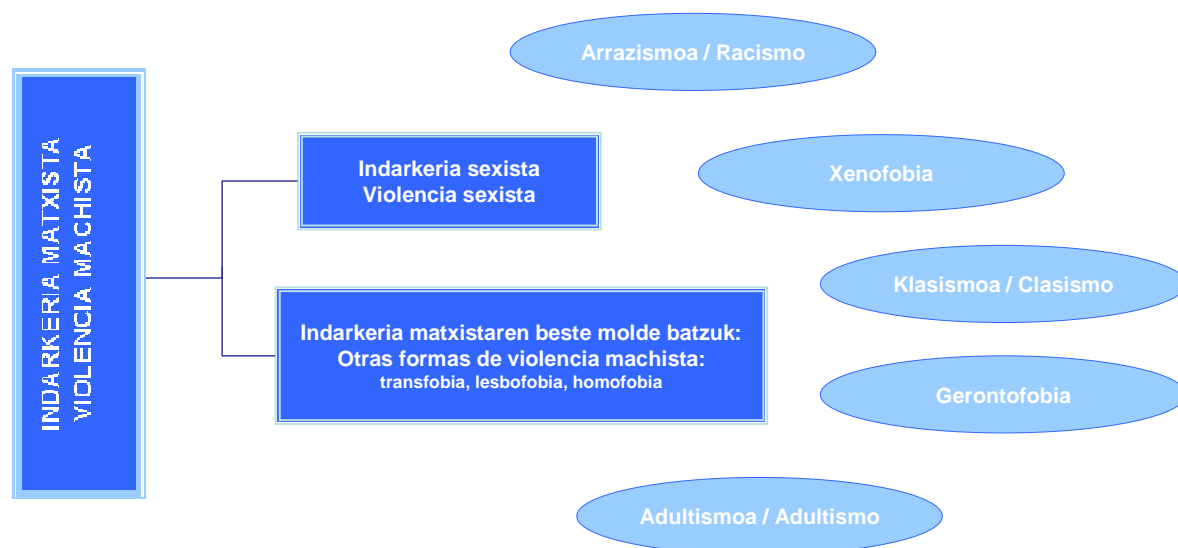 INDARKERIA MATXISTA
VIOLENCIA MACHISTA
Arrazismoa / Racismo
Indarkeria sexista
Violencia sexista
Xenofobia
Klasismoa / Clasismo
Indarkeria matxistaren beste molde batzuk:
Otras formas de violencia machista:
transfobia, lesbofobia, homofobia
Gerontofobia
Adultismoa / Adultismo